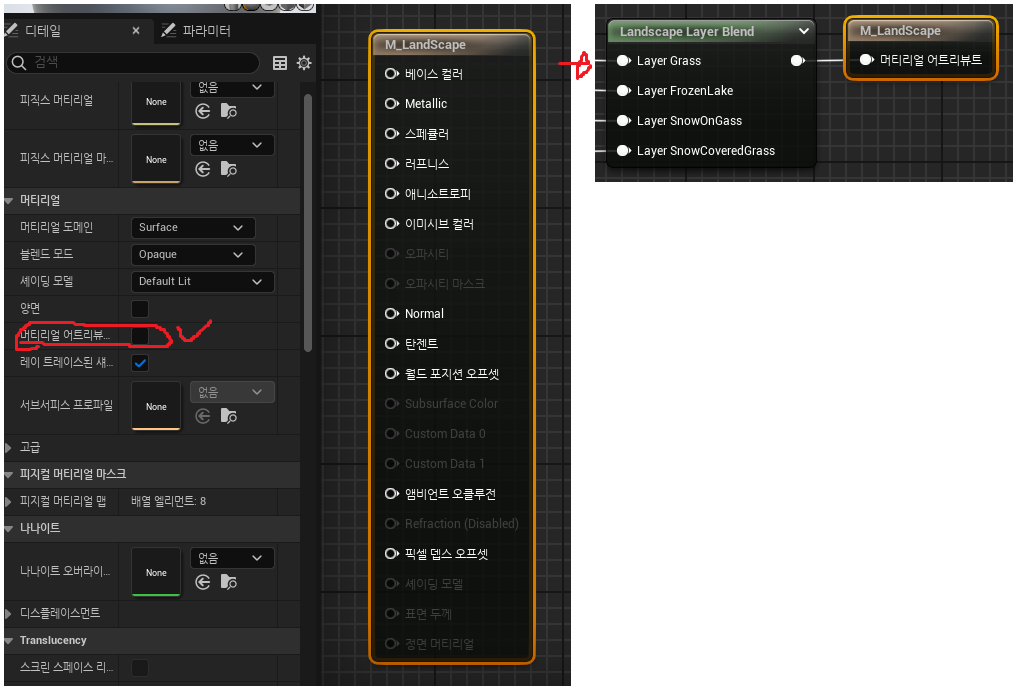 디테일
파라미터
검색
피직스 머티리얼
None
없음
피직스 머티리얼 마...
None
없음
머티리얼
머티리얼 도메인
Surface
블렌드 모드
Opaque
셰이딩 모델
Default Lit
양면
머티리얼 어트리뷰...
레이 트레이스된 섀...
서브서피스 프로파일
None
없음
고급
피지컬 머티리얼 마스크
피지컬 머티리얼 맵
배열 엘리먼트: 8
나나이트
나나이트 오버라이...
None
없음
디스플레이스먼트
Translucency
스크린 스페이스 리...
M_LandScape
베이스 컬러
Metallic
스페큘러
러프니스
애니소트로피
이미시브 컬러
오파시티
오파시티 마스크
Normal
탄젠트
월드 포지션 오프셋
Subsurface Color
Custom Data 0
Custom Data 1
앰비언트 오클루전
Refraction (Disabled)
픽셀 뎁스 오프셋
셰이딩 모델
표면 두께
정면 머티리얼
Landscape Layer Blend
Layer Grass
Layer FrozenLake
Layer SnowOnGass
Layer SnowCoveredGrass
M_LandScape
머티리얼 어트리뷰트